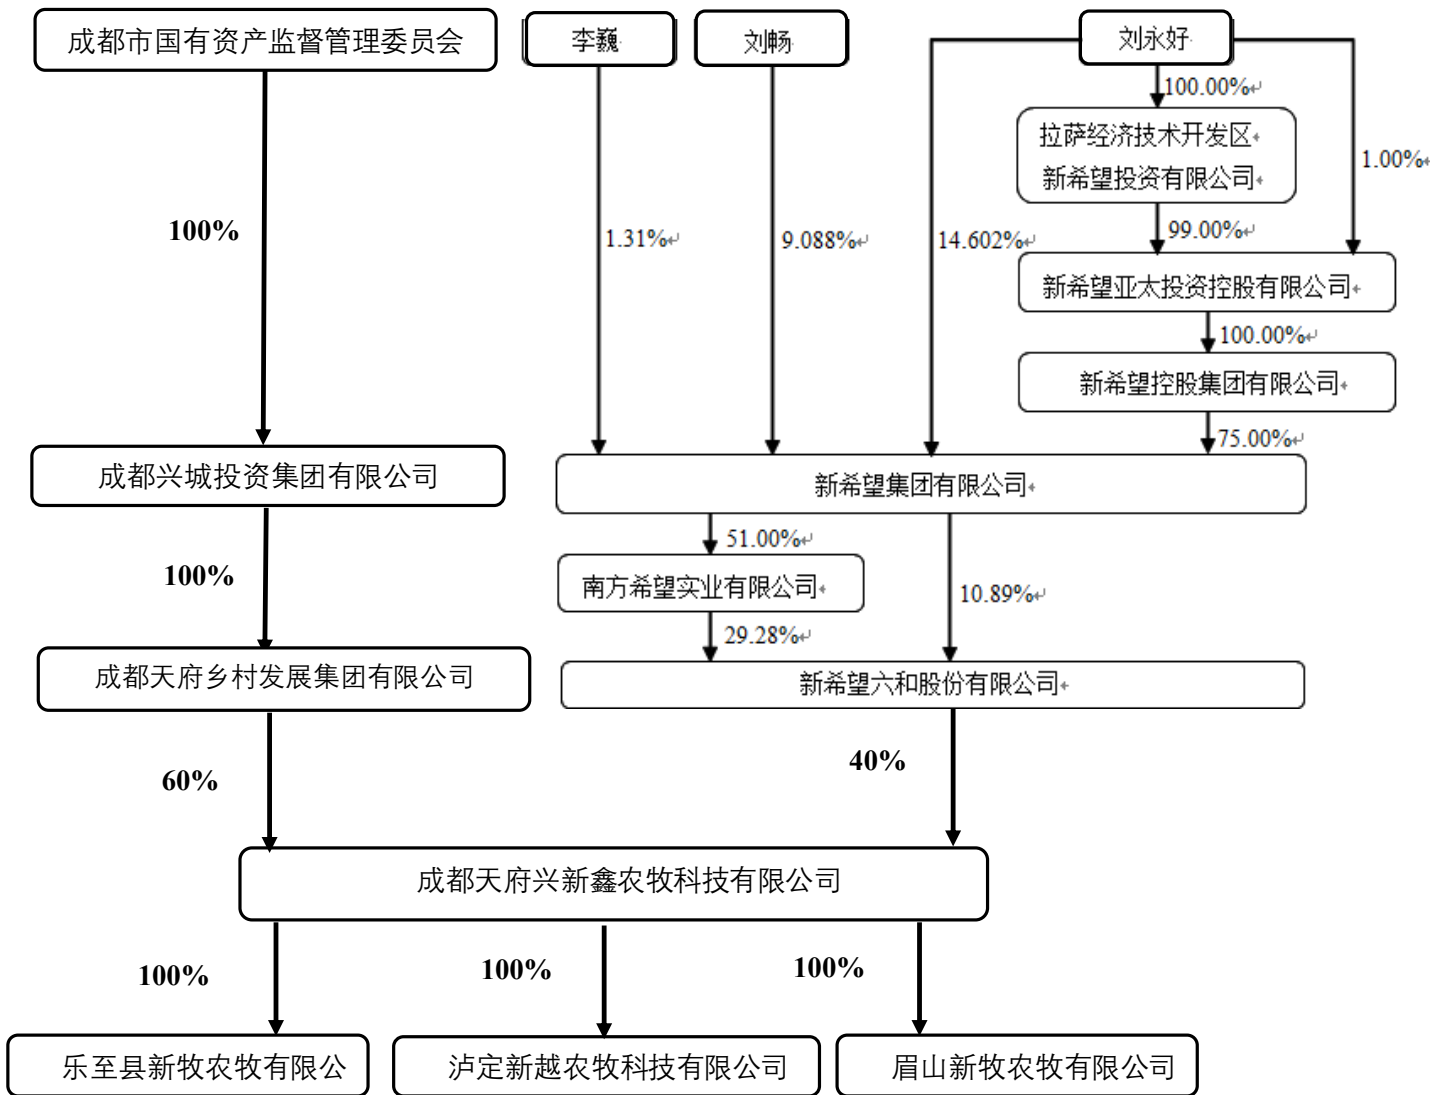 成都市国有资产监督管理委员会
李巍
刘畅
刘永好
100.00%
拉萨经济技术开发区
新希望投资有限公司
1.00%
100%
1.31%
9.088%
14.602%
99.00%
新希望亚太投资控股有限公司
100.00%
新希望控股集团有限公司
75.00%
成都兴城投资集团有限公司
新希望集团有限公司
51.00%
100%
南方希望实业有限公司
10.89%
29.28%
成都天府乡村发展集团有限公司
新希望六和股份有限公司
60%
40%
成都天府兴新鑫农牧科技有限公司
100%
100%
100%
乐至县新牧农牧有限公
泸定新越农牧科技有限公司
眉山新牧农牧有限公司